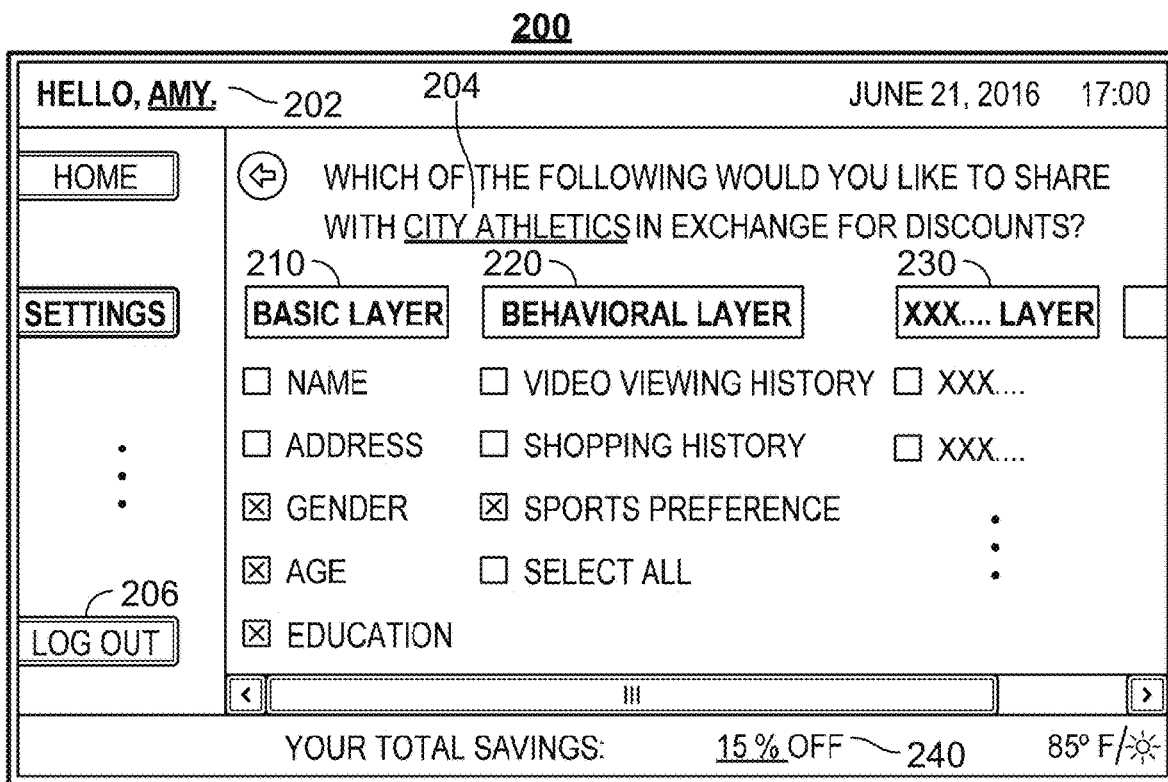 200
HELLO, AMY. 202 204 JUNE 21, 2016 17:00
HOME
WHICH OF THE FOLLOWING WOULD YOU LIKE TO SHARE
WITH CITY ATHLETICS IN EXCHANGE FOR DISCOUNTS?
210 220 230
SETTINGS BASIC LAYER BEHAVIORAL LAYER XXX.... LAYER
NAME VIDEO VIEWING HISTORY XXX....
ADDRESS SHOPPING HISTORY XXX....
GENDER SPORTS PREFERENCE
AGE SELECT ALL
206
LOG OUT EDUCATION
YOUR TOTAL SAVINGS: 15 % OFF 240 85º F/